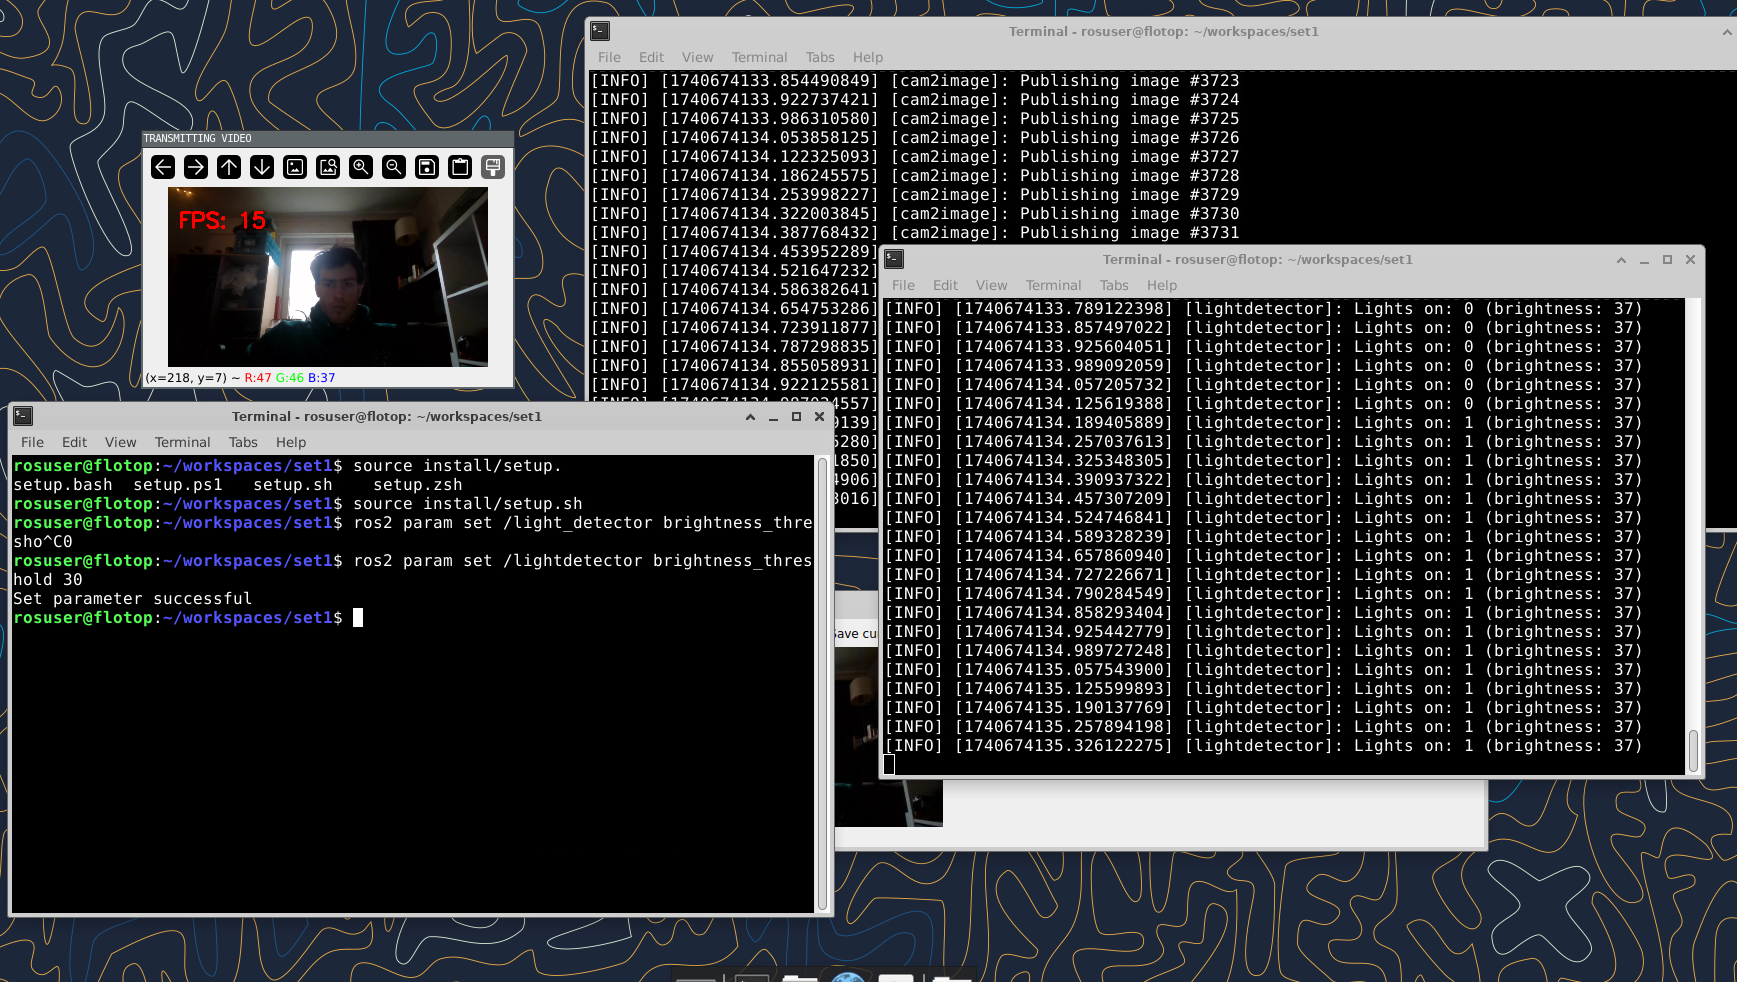 Terminal - rosuser@flotop: ~/workspaces/set1
File Edit View Terminal Tabs Help
[INFO] [1740674133.854490849] [cam2image]: Publishing image #3723
[INFO] [1740674133.922737421] [cam2image]: Publishing image #3724
[INFO] [1740674133.986310580] [cam2image]: Publishing image #3725
[INFO] [1740674134.053858125] [cam2image]: Publishing image #3726
[INFO] [1740674134.122325093] [cam2image]: Publishing image #3727
[INFO] [1740674134.186245575] [cam2image]: Publishing image #3728
[INFO] [1740674134.253998227] [cam2image]: Publishing image #3729
[INFO] [1740674134.322003845] [cam2image]: Publishing image #3730
[INFO] [1740674134.387768432] [cam2image]: Publishing image #3731
[INFO] [1740674134.453952289]
[INFO] [1740674134.521647232]
[INFO] [1740674134.586382641]
[INFO] [1740674134.654753286]
[INFO] [1740674134.723911877]
[INFO] [1740674134.787298835]
[INFO] [1740674134.855058931]
[INFO] [1740674134.922125581]
4557]
9139]
5280]
1850]
4906]
3016]
TRANSMITTING VIDEO
FPS: 15
(x=218, y=7) ~ R:47 G:46 B:37
Terminal - rosuser@flotop: ~/workspaces/set1
File Edit View Terminal Tabs Help
[INFO] [1740674133.789122398] [lightdetector]: Lights on: 0 (brightness: 37)
[INFO] [1740674133.857497022] [lightdetector]: Lights on: 0 (brightness: 37)
[INFO] [1740674133.925604051] [lightdetector]: Lights on: 0 (brightness: 37)
[INFO] [1740674133.989092059] [lightdetector]: Lights on: 0 (brightness: 37)
[INFO] [1740674134.057205732] [lightdetector]: Lights on: 0 (brightness: 37)
[INFO] [1740674134.125619388] [lightdetector]: Lights on: 0 (brightness: 37)
[INFO] [1740674134.189405889] [lightdetector]: Lights on: 1 (brightness: 37)
[INFO] [1740674134.257037613] [lightdetector]: Lights on: 1 (brightness: 37)
[INFO] [1740674134.325348305] [lightdetector]: Lights on: 1 (brightness: 37)
[INFO] [1740674134.390937322] [lightdetector]: Lights on: 1 (brightness: 37)
[INFO] [1740674134.457307209] [lightdetector]: Lights on: 1 (brightness: 37)
[INFO] [1740674134.524746841] [lightdetector]: Lights on: 1 (brightness: 37)
[INFO] [1740674134.589328239] [lightdetector]: Lights on: 1 (brightness: 37)
[INFO] [1740674134.657860940] [lightdetector]: Lights on: 1 (brightness: 37)
[INFO] [1740674134.727226671] [lightdetector]: Lights on: 1 (brightness: 37)
[INFO] [1740674134.790284549] [lightdetector]: Lights on: 1 (brightness: 37)
[INFO] [1740674134.858293404] [lightdetector]: Lights on: 1 (brightness: 37)
[INFO] [1740674134.925442779] [lightdetector]: Lights on: 1 (brightness: 37)
[INFO] [1740674134.989727248] [lightdetector]: Lights on: 1 (brightness: 37)
[INFO] [1740674135.057543900] [lightdetector]: Lights on: 1 (brightness: 37)
[INFO] [1740674135.125599893] [lightdetector]: Lights on: 1 (brightness: 37)
[INFO] [1740674135.190137769] [lightdetector]: Lights on: 1 (brightness: 37)
[INFO] [1740674135.257894198] [lightdetector]: Lights on: 1 (brightness: 37)
[INFO] [1740674135.326122275] [lightdetector]: Lights on: 1 (brightness: 37)
Terminal - rosuser@flotop: ~/workspaces/set1
File Edit View Terminal Tabs Help
rosuser@flotop:~/workspaces/set1$ source install/setup.
setup.bash setup.ps1 setup.sh setup.zsh
rosuser@flotop:~/workspaces/set1$ source install/setup.sh
rosuser@flotop:~/workspaces/set1$ ros2 param set /light_detector brightness_thre
sho^C0
rosuser@flotop:~/workspaces/set1$ ros2 param set /lightdetector brightness_thres
hold 30
Set parameter successful
rosuser@flotop:~/workspaces/set1$
Save cu